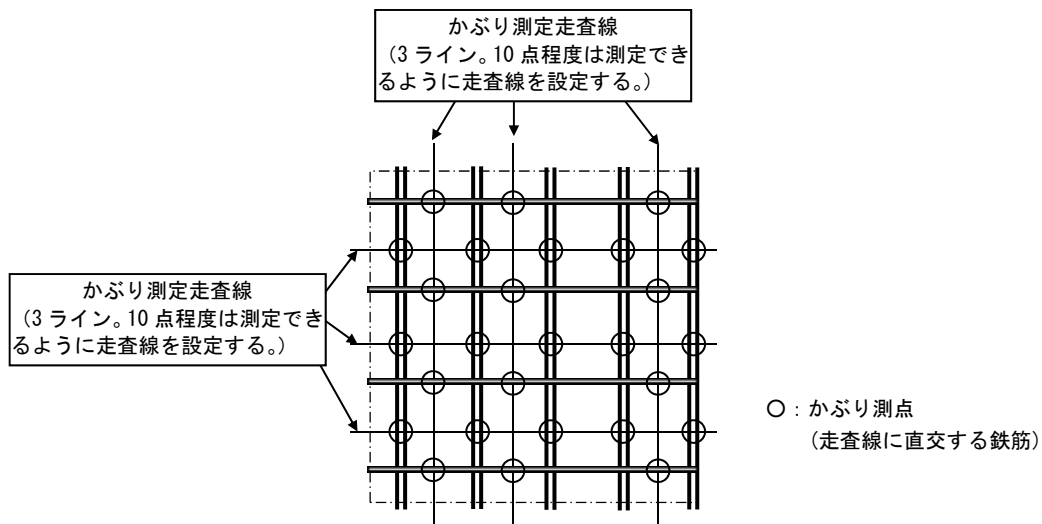 かぶり測定走査線
(3 ライン。10 点程度は測定でき
るように走査線を設定する。)
かぶり測定走査線
(3 ライン。10 点程度は測定でき
るように走査線を設定する。)
○:かぶり測点
(走査線に直交する鉄筋)